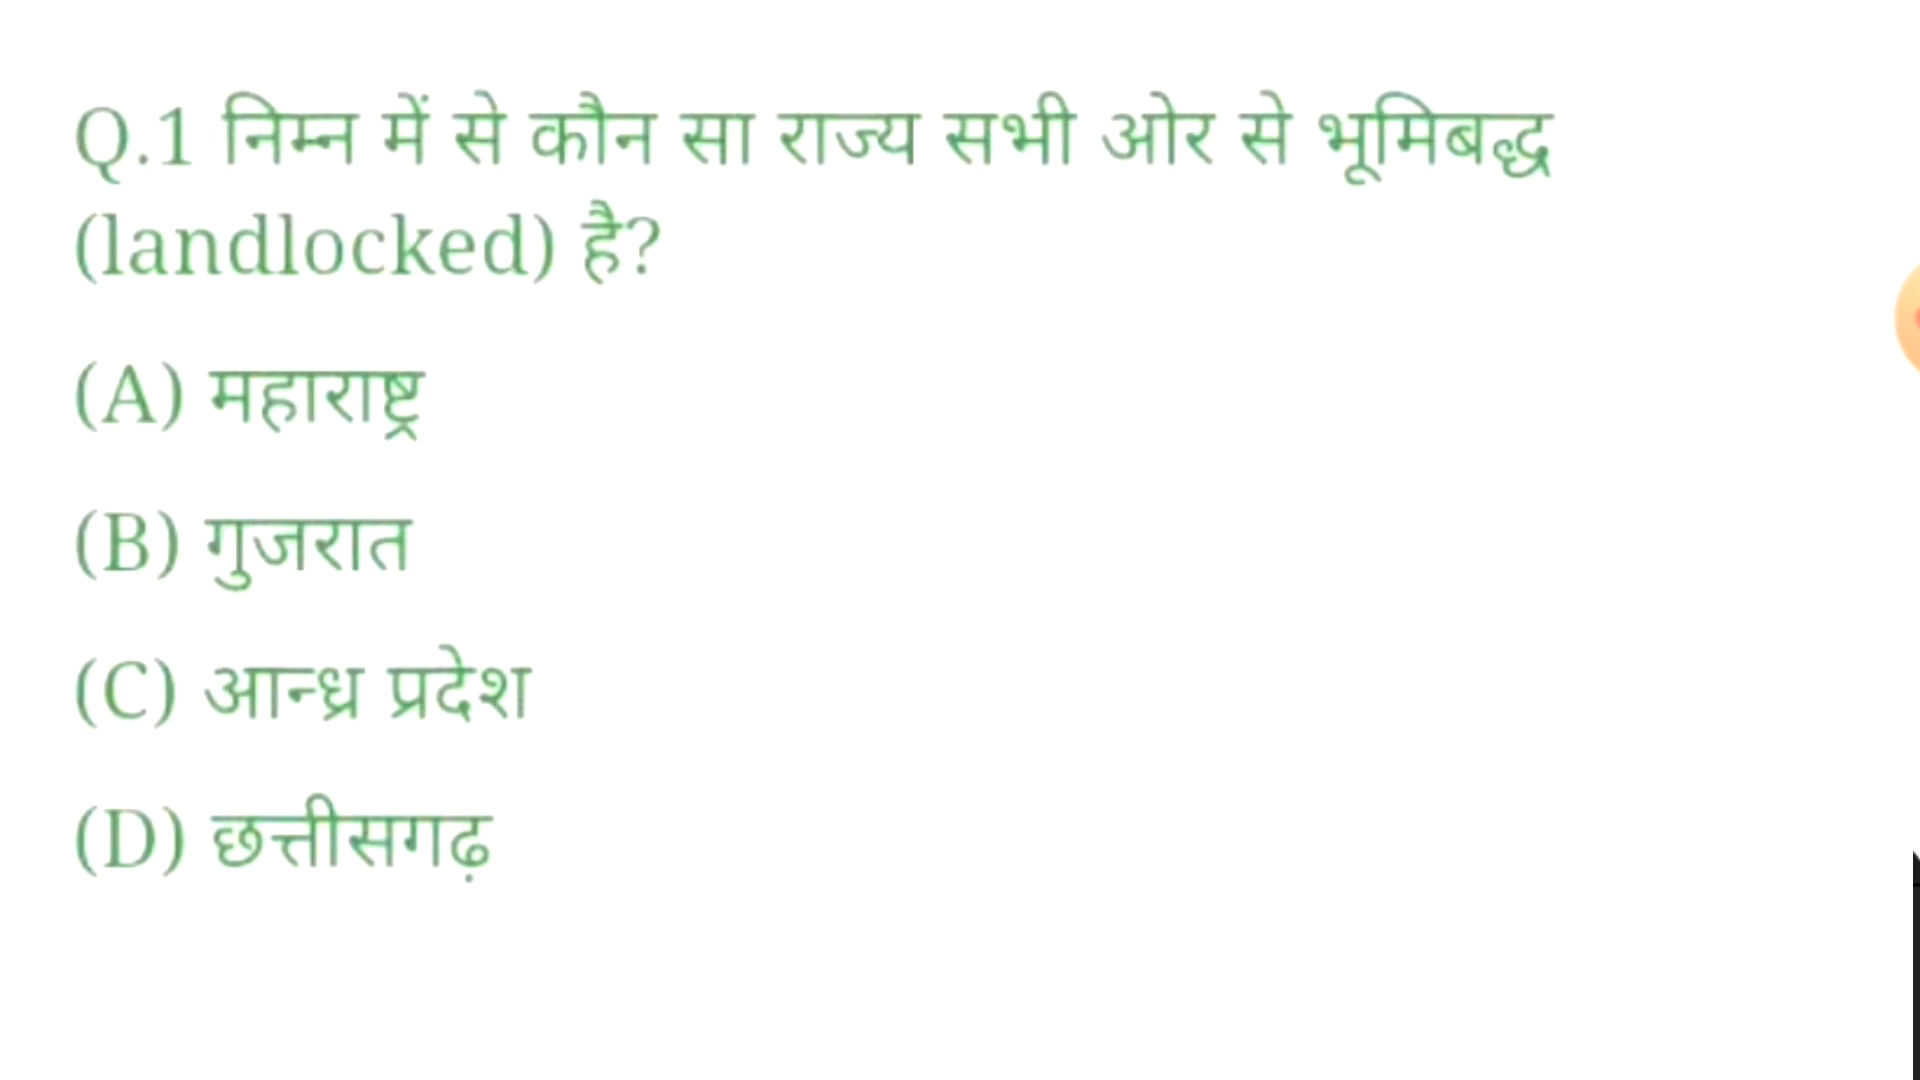 Q.1 निम्न में से कौन सा राज्य सभी ओर से भूमिबद्ध
(landlocked) है?
(A) महाराष्ट्र
(B) गुजरात
(C) आन्ध्र प्रदेश
(D) छत्तीसगढ़